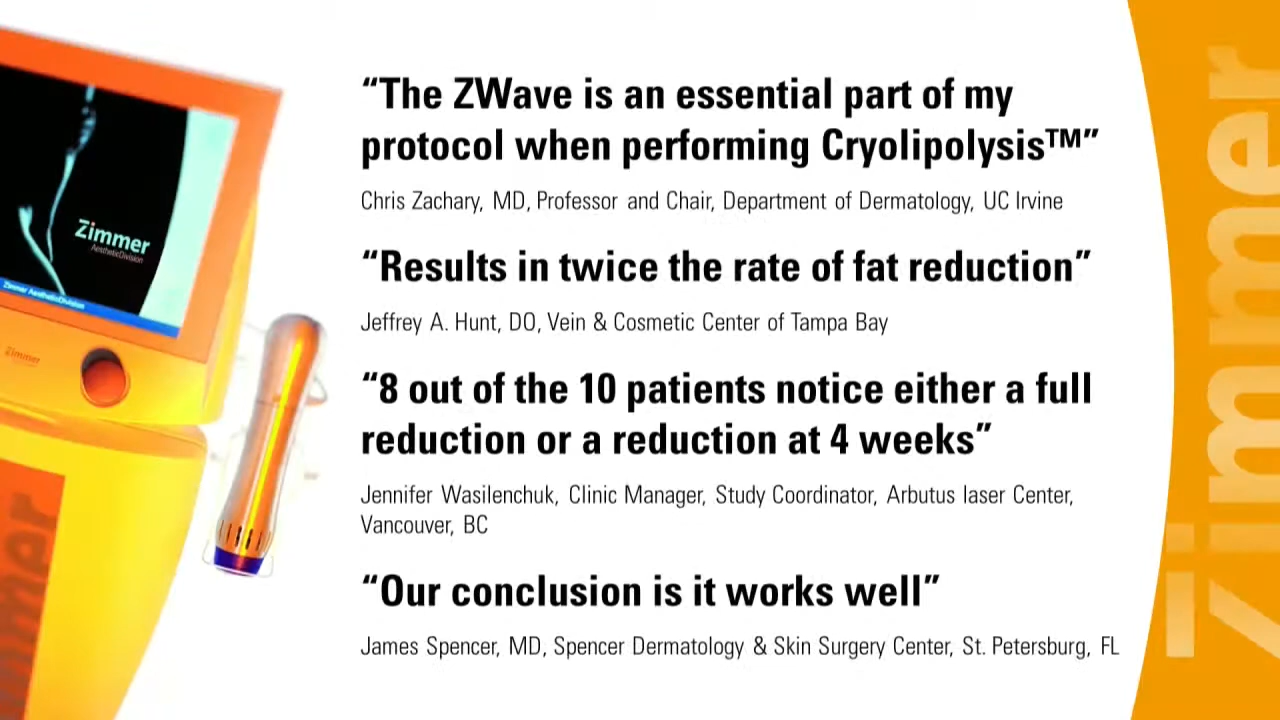 “The ZWave is an essential part of my
protocol when performing Cryolipolysis™”
Chris Zachary, MD, Professor and Chair, Department of Dermatology, UC Irvine
“Results in twice the rate of fat reduction”
Jeffrey A. Hunt, DO, Vein & Cosmetic Center of Tampa Bay
“8 out of the 10 patients notice either a full
reduction or a reduction at 4 weeks”
Jennifer Wasilenchuk, Clinic Manager, Study Coordinator, Arbutus laser Center,
Vancouver, BC
“Our conclusion is it works well”
James Spencer, MD, Spencer Dermatology & Skin Surgery Center, St. Petersburg, FL
Zimmer
AestheticDivision
Zimmer AestheticDivision
Zimmer
Zimmer